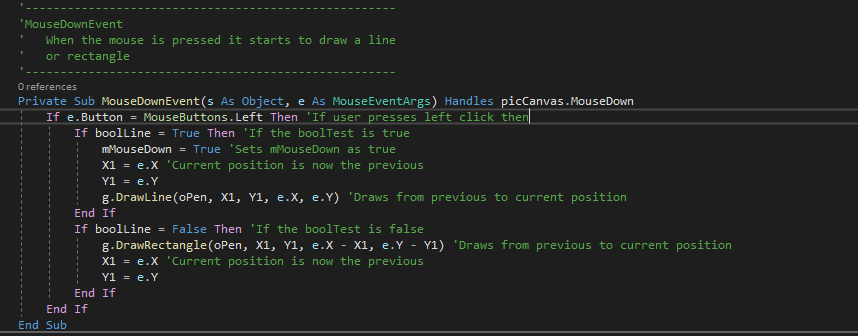 '-----------------------------------------------------
'MouseDownEvent
'   When the mouse is pressed it starts to draw a line
'   or rectangle
'-----------------------------------------------------
0 references
Private Sub MouseDownEvent(s As Object, e As MouseEventArgs) Handles picCanvas.MouseDown
    If e.Button = MouseButtons.Left Then 'If user presses left click then
        If boolLine = True Then 'If the boolTest is true
            mMouseDown = True 'Sets mMouseDown as true
            X1 = e.X 'Current position is now the previous
            Y1 = e.Y
            g.DrawLine(oPen, X1, Y1, e.X, e.Y) 'Draws from previous to current position
        End If
        If boolLine = False Then 'If the boolTest is false
            g.DrawRectangle(oPen, X1, Y1, e.X - X1, e.Y - Y1) 'Draws from previous to current position
            X1 = e.X 'Current position is now the previous
            Y1 = e.Y
        End If
    End If
End Sub